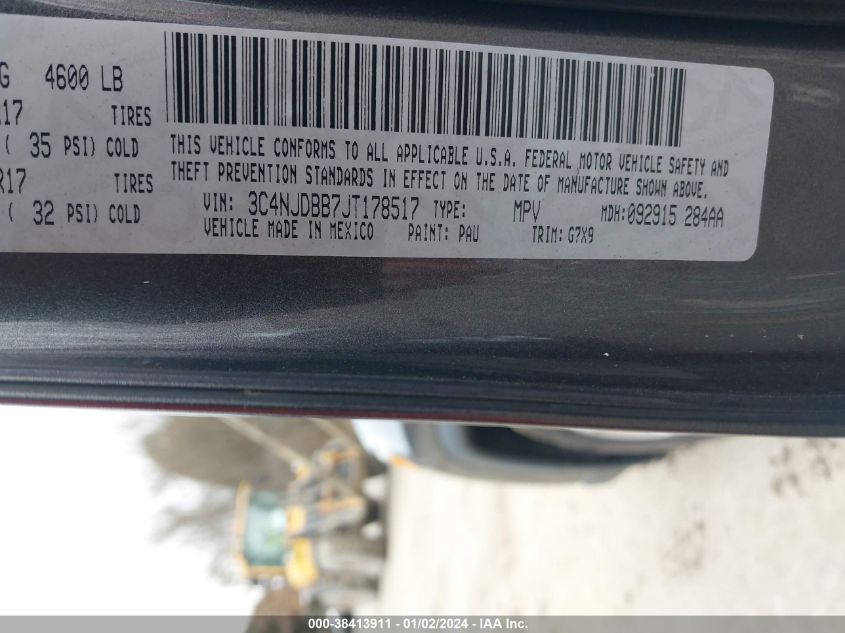 G 4600 LB
R17 TIRES
( 35 PSI) COLD
R17 TIRES
( 32 PSI) COLD
THIS VEHICLE CONFORMS TO ALL APPLICABLE U.S.A. FEDERAL MOTOR VEHICLE SAFETY AND
THEFT PREVENTION STANDARDS IN EFFECT ON THE DATE OF MANUFACTURE SHOWN ABOVE.
VIN: 3C4NJDBB7JT178517 TYPE: MPV MDH:092915 284AA
VEHICLE MADE IN MEXICO PAINT: PAU TRIM: G7X9
000-38413911 - 01/02/2024 - IAA Inc.